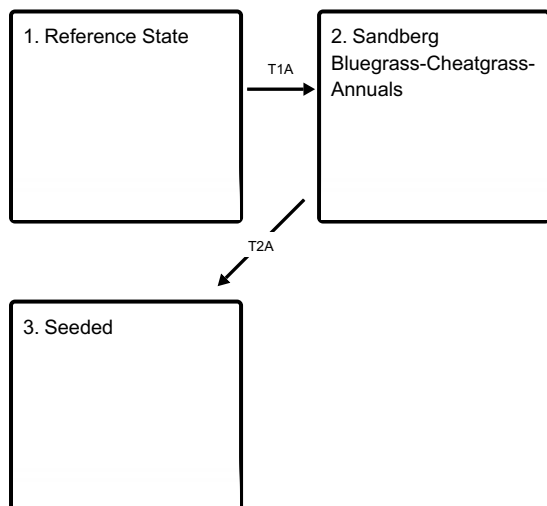 1. Reference State
T1A
2. Sandberg
Bluegrass-Cheatgrass-
Annuals
T2A
3. Seeded